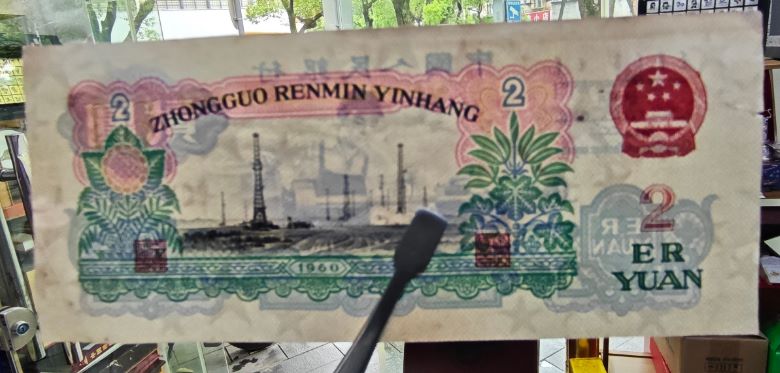 2
ZHONGGUO RENMIN YINHANG
2
1960
2
ER
YUAN